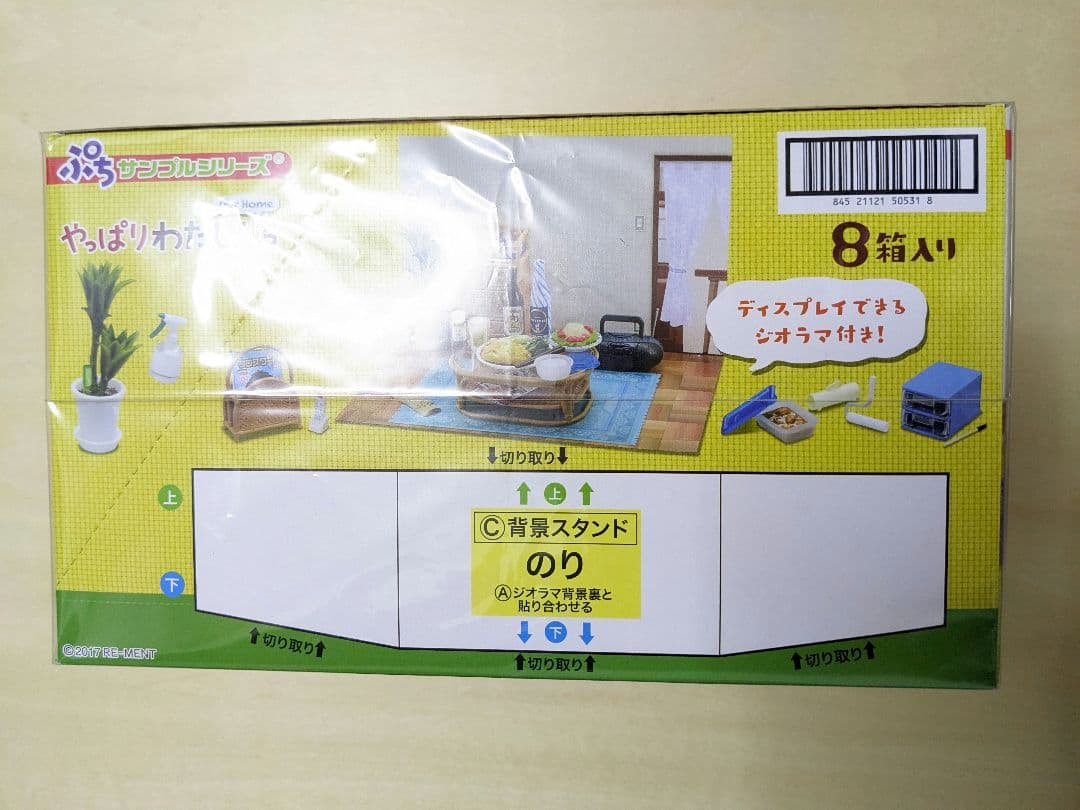 ぷちサンプルシリーズ®
Home
やっぱりわた
845 21121 50531 8
8箱入り
ディスプレイできる
ジオラマ付き!
⬇切り取り⬇
上
⬆上⬆
Ⓒ背景スタンド
のり
Ⓐジオラマ背景裏と
貼り合わせる
下
⬇下⬇
⬆切り取り⬆
⬆切り取り⬆
⬆切り取り⬆
©2017 RE-MENT